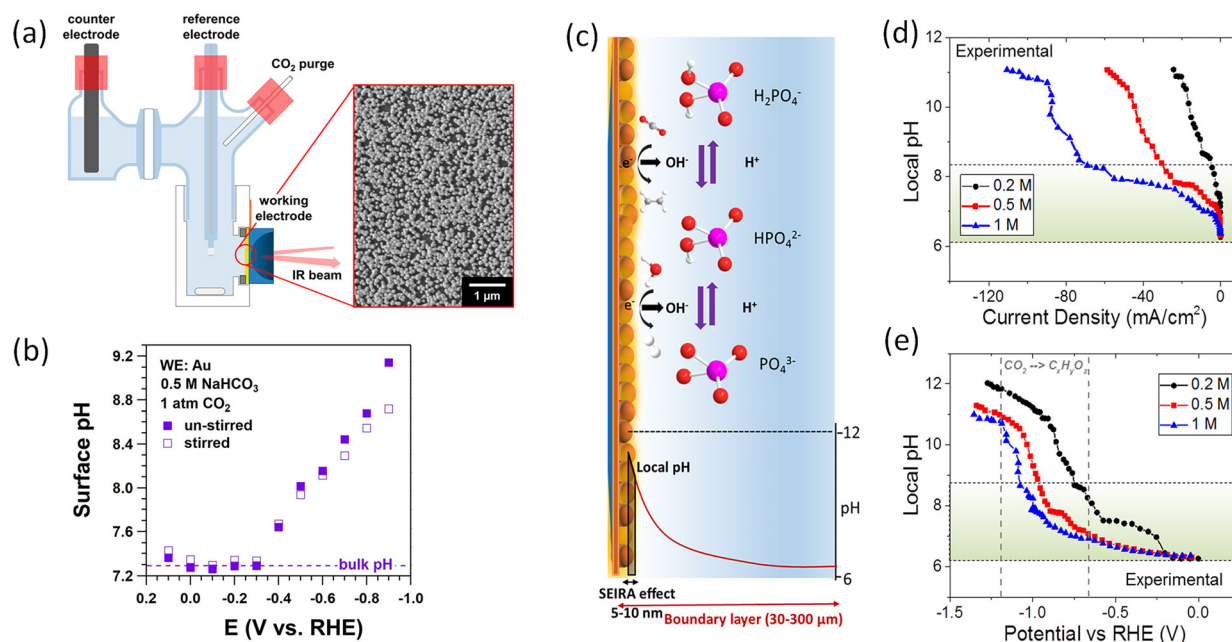 (a)
counter
electrode
reference
electrode
CO₂ purge
working
electrode
IR beam
1 µm
(b)
Surface pH
9.2
8.8
8.4
8.0
7.6
7.2
WE: Au
0.5 M NaHCO₃
1 atm CO₂
un-stirred
stirred
bulk pH
0.2
0.0
-0.2
-0.4
-0.6
-0.8
-1.0
E (V vs. RHE)
(c)
H₂PO₄⁻
e⁻
OH⁻
H⁺
HPO₄²⁻
e⁻
OH⁻
H⁺
PO₄³⁻
-12
Local pH
pH
6
SEIRA effect
5-10 nm
Boundary layer (30-300 µm)
(d)
Experimental
Local pH
12
10
8
6
0.2 M
0.5 M
1 M
-120
-80
-40
0
Current Density (mA/cm²)
(e)
CO₂ --> CₓHᵧO_z
Local pH
12
10
8
6
0.2 M
0.5 M
1 M
Experimental
-1.5
-1.0
-0.5
0.0
Potential vs RHE (V)